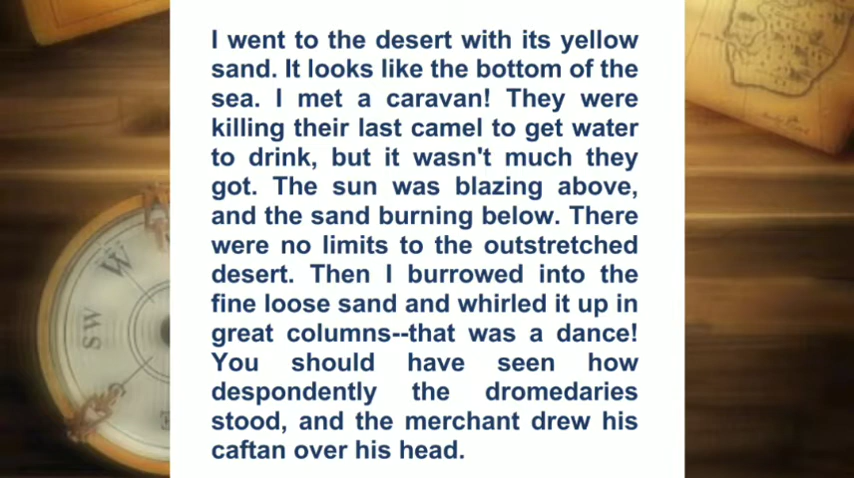 I went to the desert with its yellow
sand. It looks like the bottom of the
sea. I met a caravan! They were
killing their last camel to get water
to drink, but it wasn't much they
got. The sun was blazing above,
and the sand burning below. There
were no limits to the outstretched
desert. Then I burrowed into the
fine loose sand and whirled it up in
great columns--that was a dance!
You should have seen how
despondently the dromedaries
stood, and the merchant drew his
caftan over his head.
W
SW